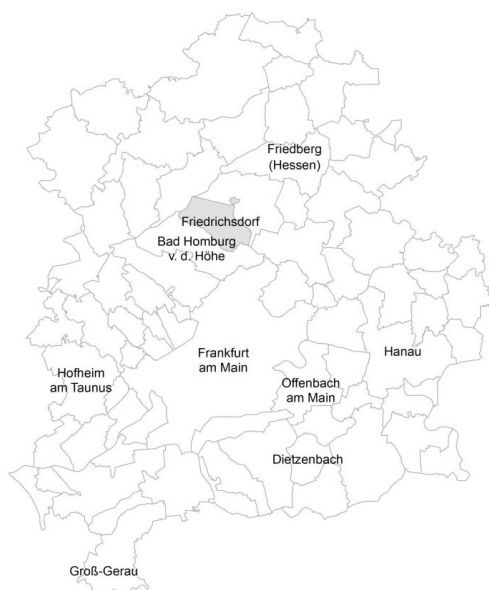 Friedberg
(Hessen)
Friedrichsdorf
Bad Homburg
v. d. Höhe
Frankfurt
am Main
Hanau
Hofheim
am Taunus
Offenbach
am Main
Dietzenbach
Groß-Gerau